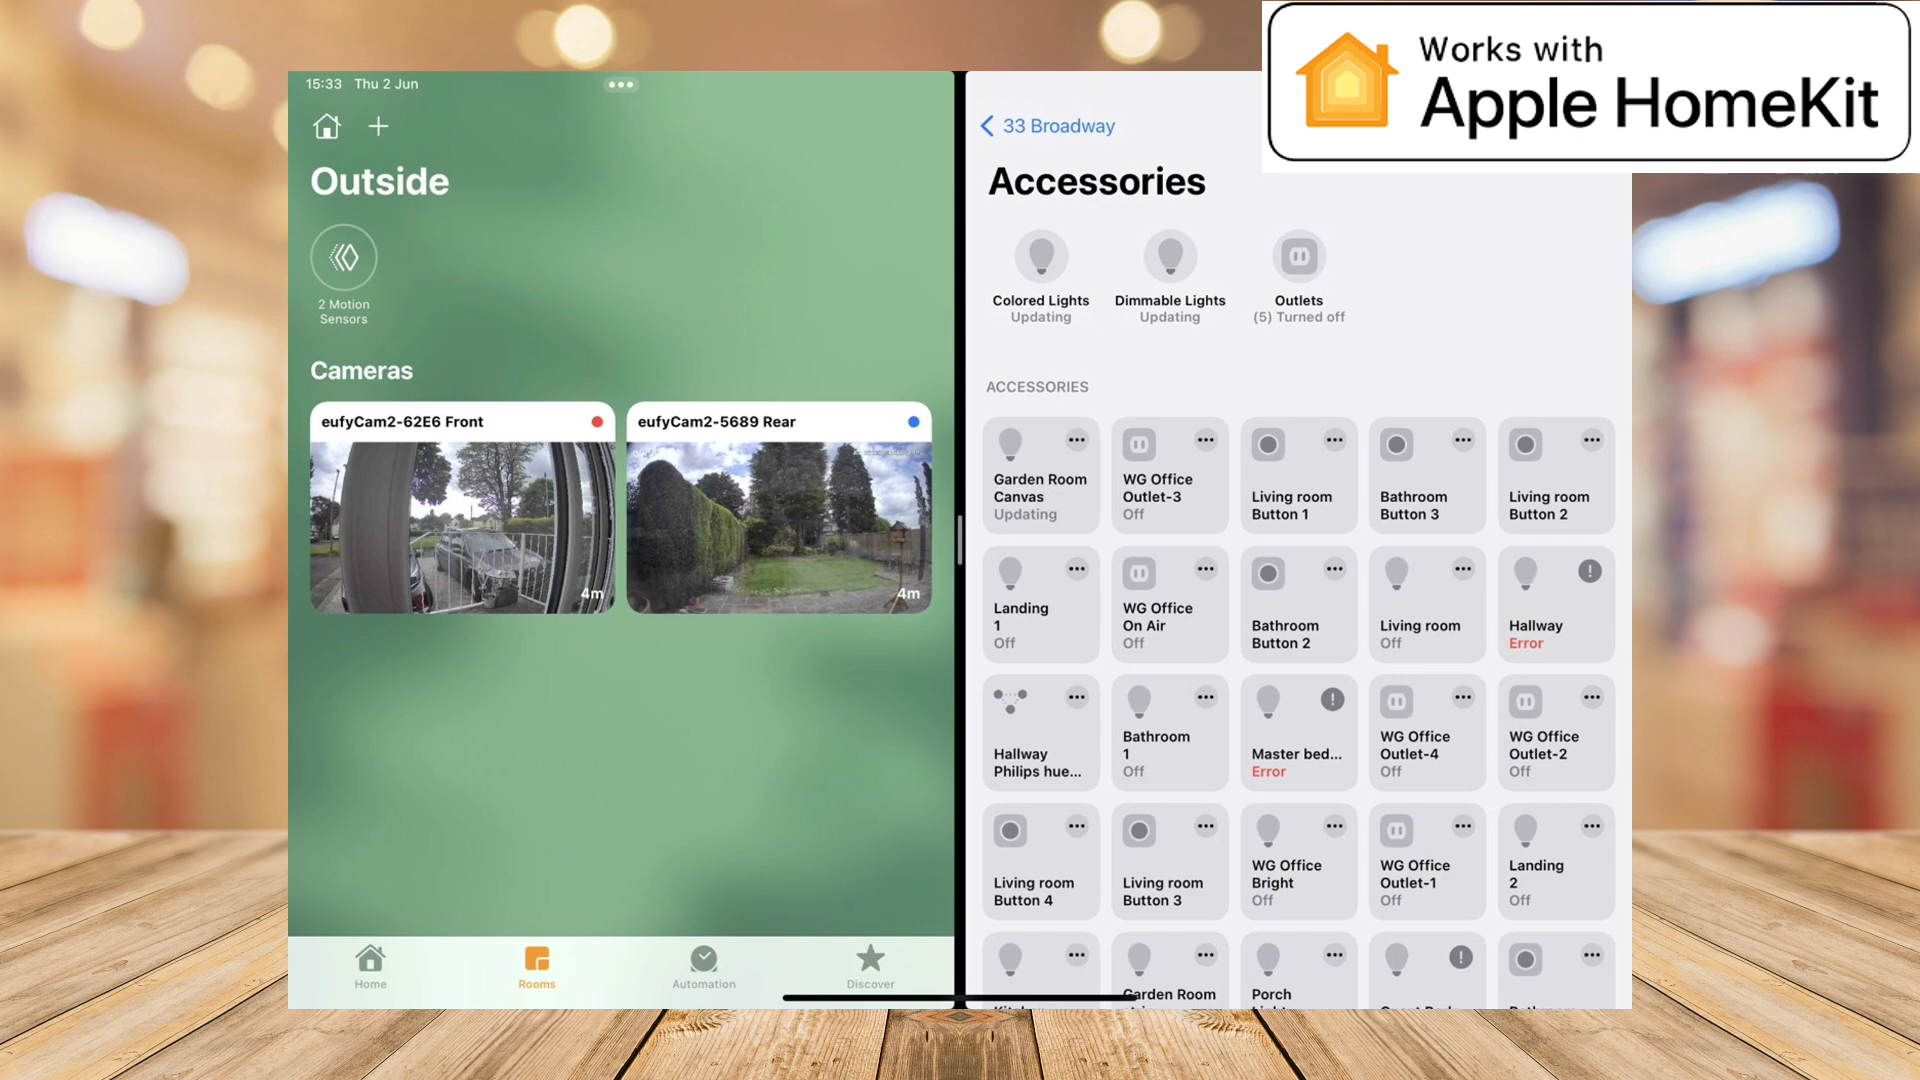 15:33 Thu 2 Jun
Outside
2 Motion
Sensors
Cameras
eufyCam2-62E6 Front
4m
eufyCam2-5689 Rear
4m
Home
Rooms
Automation
Discover
33 Broadway
Accessories
Colored Lights
Updating
Dimmable Lights
Updating
Outlets
(5) Turned off
ACCESSORIES
Garden Room
Canvas
Updating
WG Office
Outlet-3
Off
Living room
Button 1
Bathroom
Button 3
Living room
Button 2
Landing
1
Off
WG Office
On Air
Off
Bathroom
Button 2
Living room
Off
Hallway
Error
Hallway
Philips hue...
Bathroom
1
Off
Master bed...
Error
WG Office
Outlet-4
Off
WG Office
Outlet-2
Off
Living room
Button 4
Living room
Button 3
WG Office
Bright
Off
WG Office
Outlet-1
Off
Landing
2
Off
Garden Room
Porch
Works with
Apple HomeKit